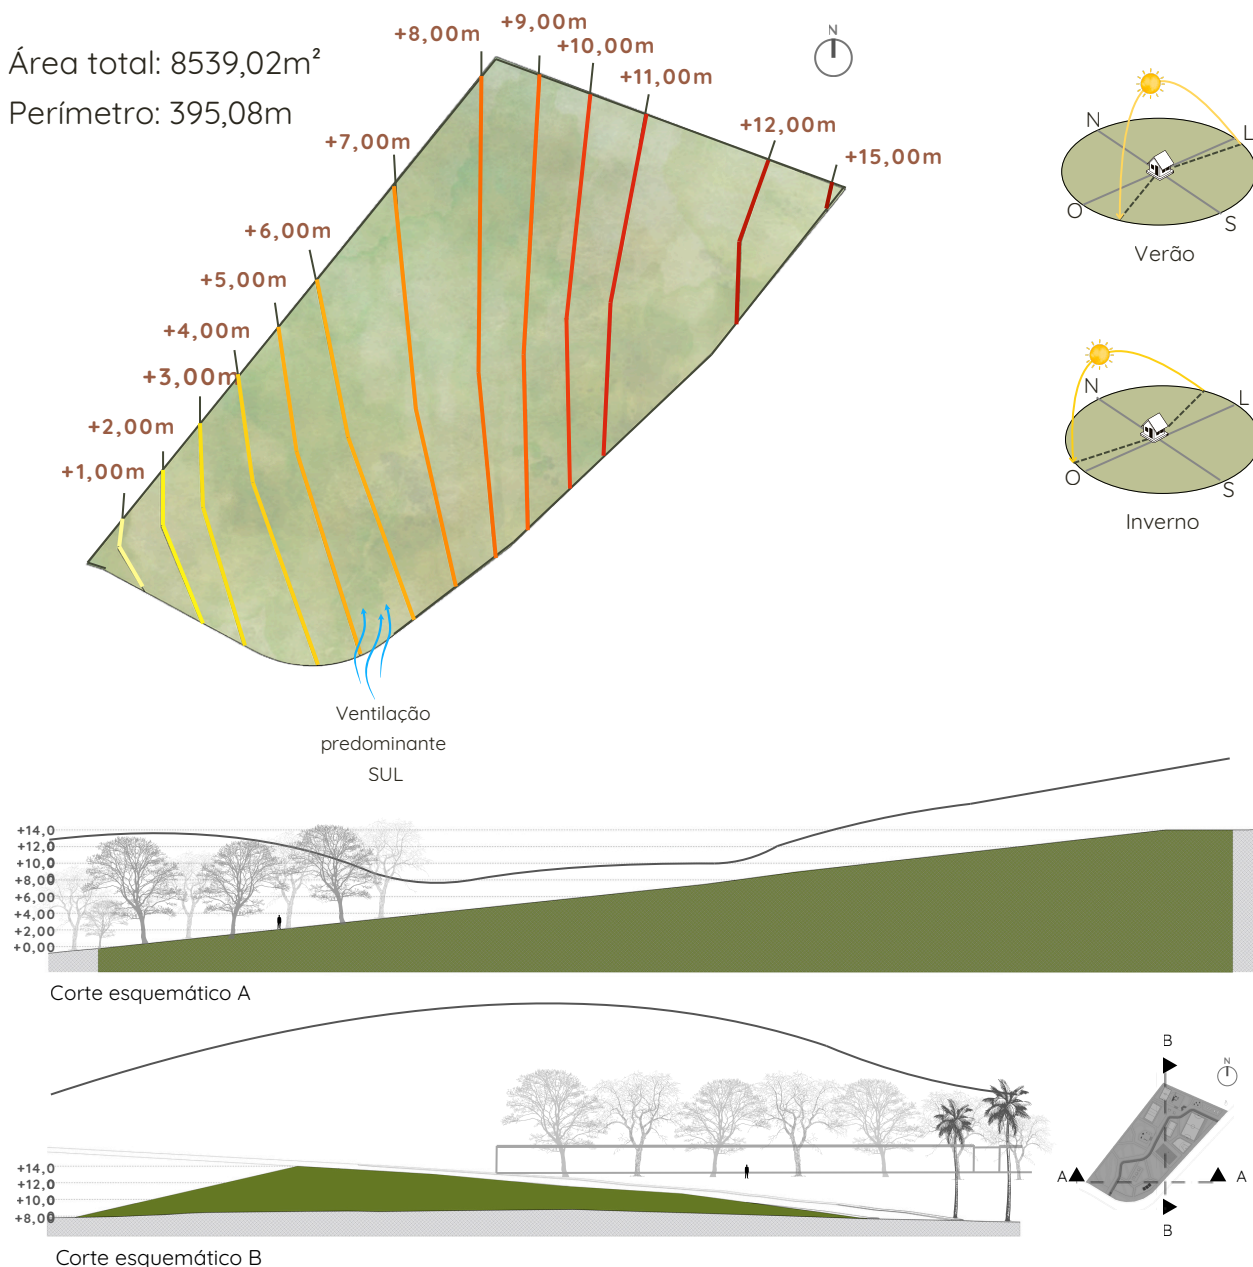 Área total: 8539,02m²
Perímetro: 395,08m
+8,00m
+9,00m
+10,00m
+11,00m
+12,00m
+15,00m
+7,00m
+6,00m
+5,00m
+4,00m
+3,00m
+2,00m
+1,00m
N
N
L
O
S
Verão
N
L
O
S
Inverno
Ventilação
predominante
SUL
+14,0
+12,0
+10,0
0
+8,00
+6,00
+4,00
+2,00
+0,00
Corte esquemático A
+14,0
+12,0
+10,0
+8,00
Corte esquemático B
B
N
A
A
B